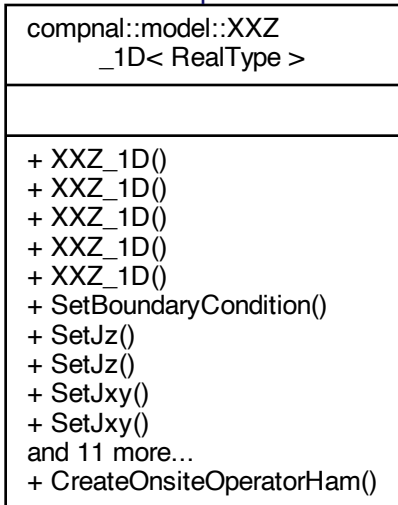 compnal::model::XXZ
_1D< RealType >
+ XXZ_1D()
+ XXZ_1D()
+ XXZ_1D()
+ XXZ_1D()
+ XXZ_1D()
+ SetBoundaryCondition()
+ SetJz()
+ SetJz()
+ SetJxy()
+ SetJxy()
and 11 more...
+ CreateOnsiteOperatorHam()